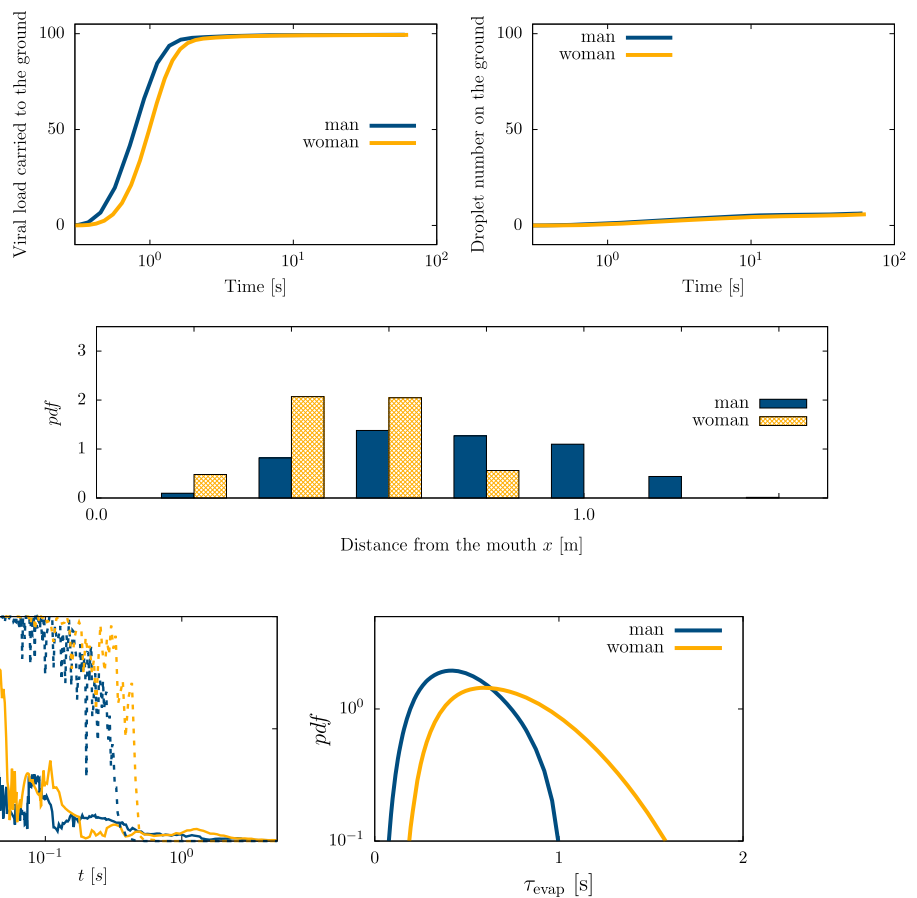 Viral load carried to the ground
100
50
0
man
woman
10^0
10^1
10^2
Time [s]
Droplet number on the ground
100
50
0
man
woman
10^0
10^1
10^2
Time [s]
pdf
3
2
1
0
man
woman
0.0
1.0
Distance from the mouth x [m]
10^−1
10^0
t [s]
pdf
10^0
10^−1
man
woman
0
1
2
τ_evap [s]